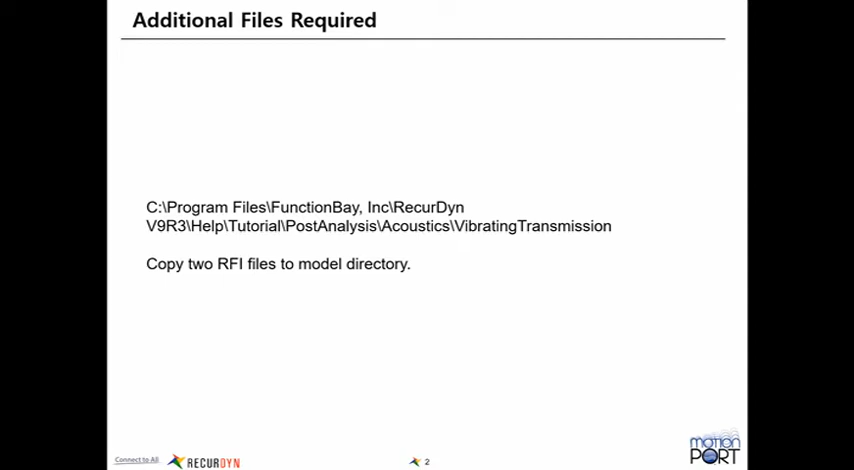 Additional Files Required
C:\Program Files\FunctionBay, Inc\RecurDyn
V9R3\Help\Tutorial\PostAnalysis\Acoustics\VibratingTransmission
Copy two RFI files to model directory.
Connect to All
RECURDYN
2
motion
PORT